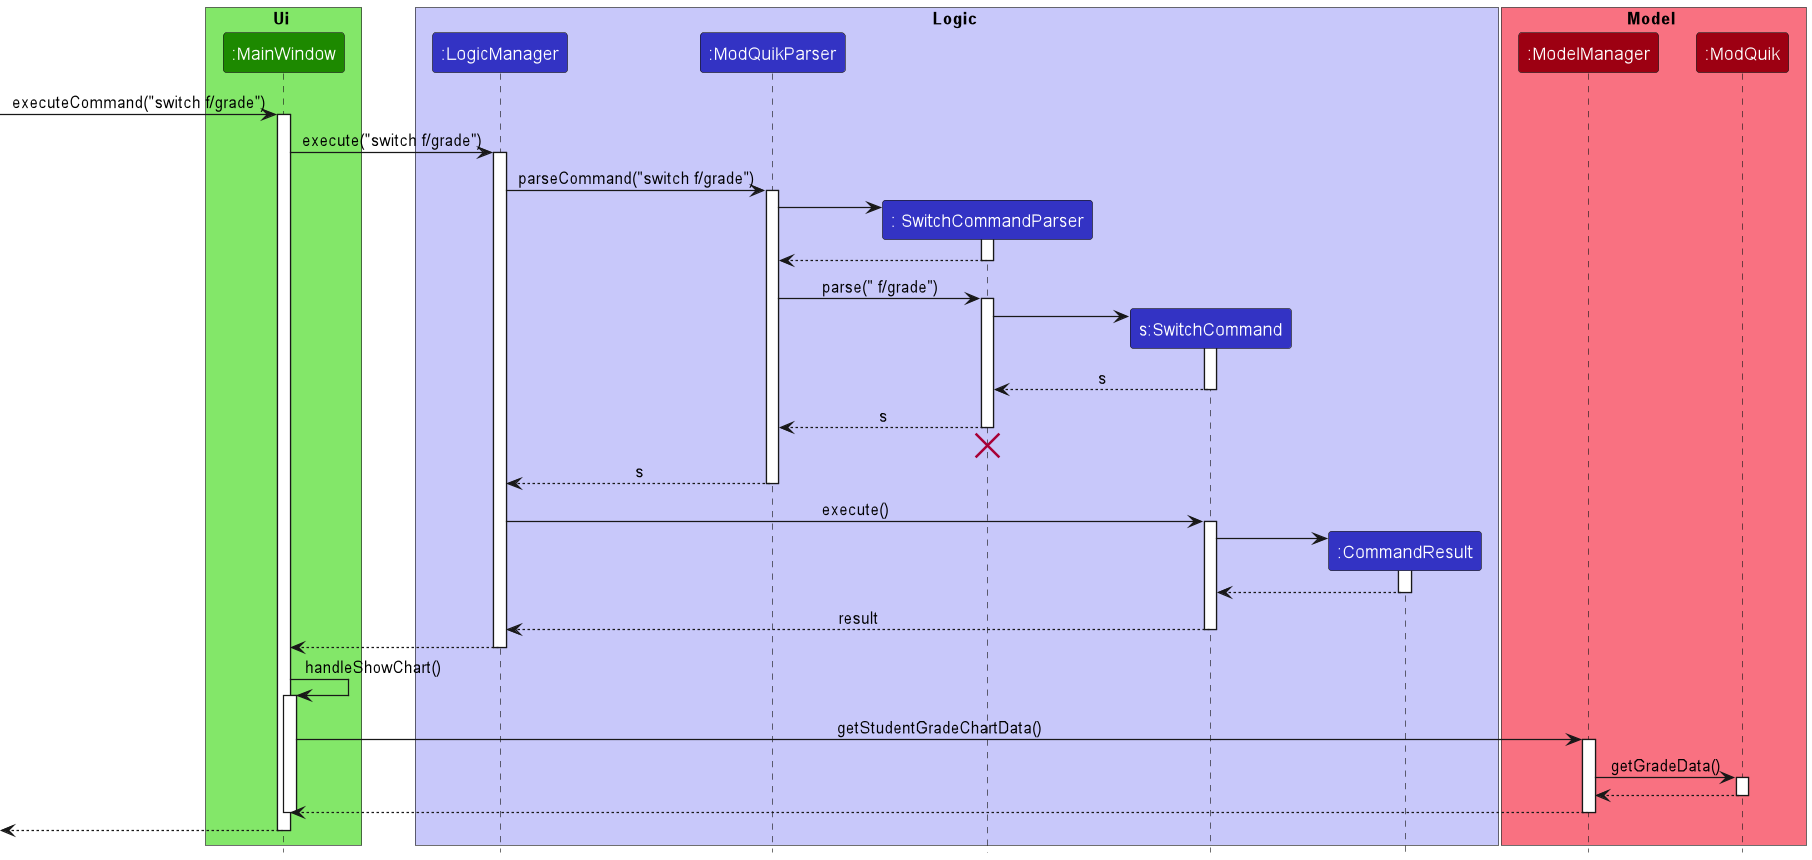 Ui
Logic
Model
:MainWindow
:LogicManager
:ModQuikParser
:ModelManager
:ModQuik
executeCommand("switch f/grade")
execute("switch f/grade")
parseCommand("switch f/grade")
: SwitchCommandParser
parse(" f/grade")
s:SwitchCommand
s
s
s
execute()
:CommandResult
result
handleShowChart()
getStudentGradeChartData()
getGradeData()